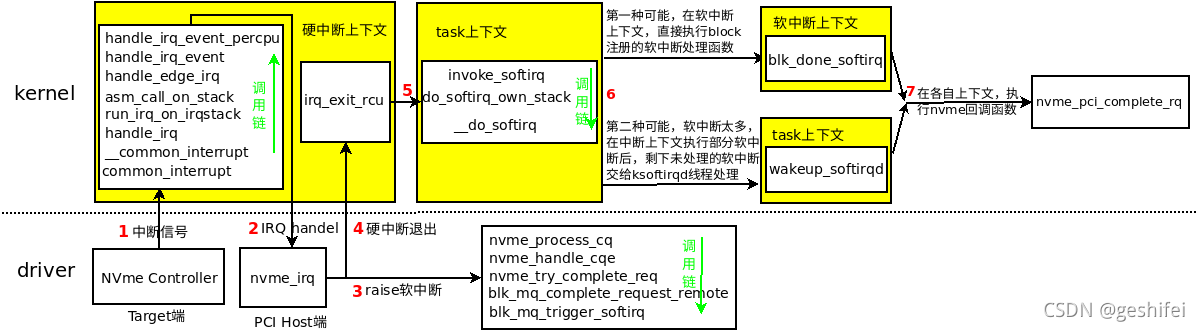 kernel
handle_irq_event_percpu
handle_irq_event
handle_edge_irq
asm_call_on_stack
run_irq_on_irqstack
handle_irq
__common_interrupt
common_interrupt
调
用
链
硬中断上下文
irq_exit_rcu
5
task上下文
invoke_softirq
do_softirq_own_stack
__do_softirq
调
用
链
第一种可能，在软中断
上下文，直接执行block
注册的软中断处理函数
6
第二种可能，软中断太多，
在中断上下文执行部分软中
断后，剩下未处理的软中断
交给ksoftirqd线程处理
软中断上下文
blk_done_softirq
task上下文
wakeup_softirqd
7 在各自上下文，执
行nvme回调函数
nvme_pci_complete_rq
driver
1 中断信号
NVme Controller
Target端
2 IRQ handel
nvme_irq
PCI Host端
4 硬中断退出
3 raise软中断
nvme_process_cq
nvme_handle_cqe
nvme_try_complete_req
blk_mq_complete_request_remote
blk_mq_trigger_softirq
调
用
链
CSDN @geshifei